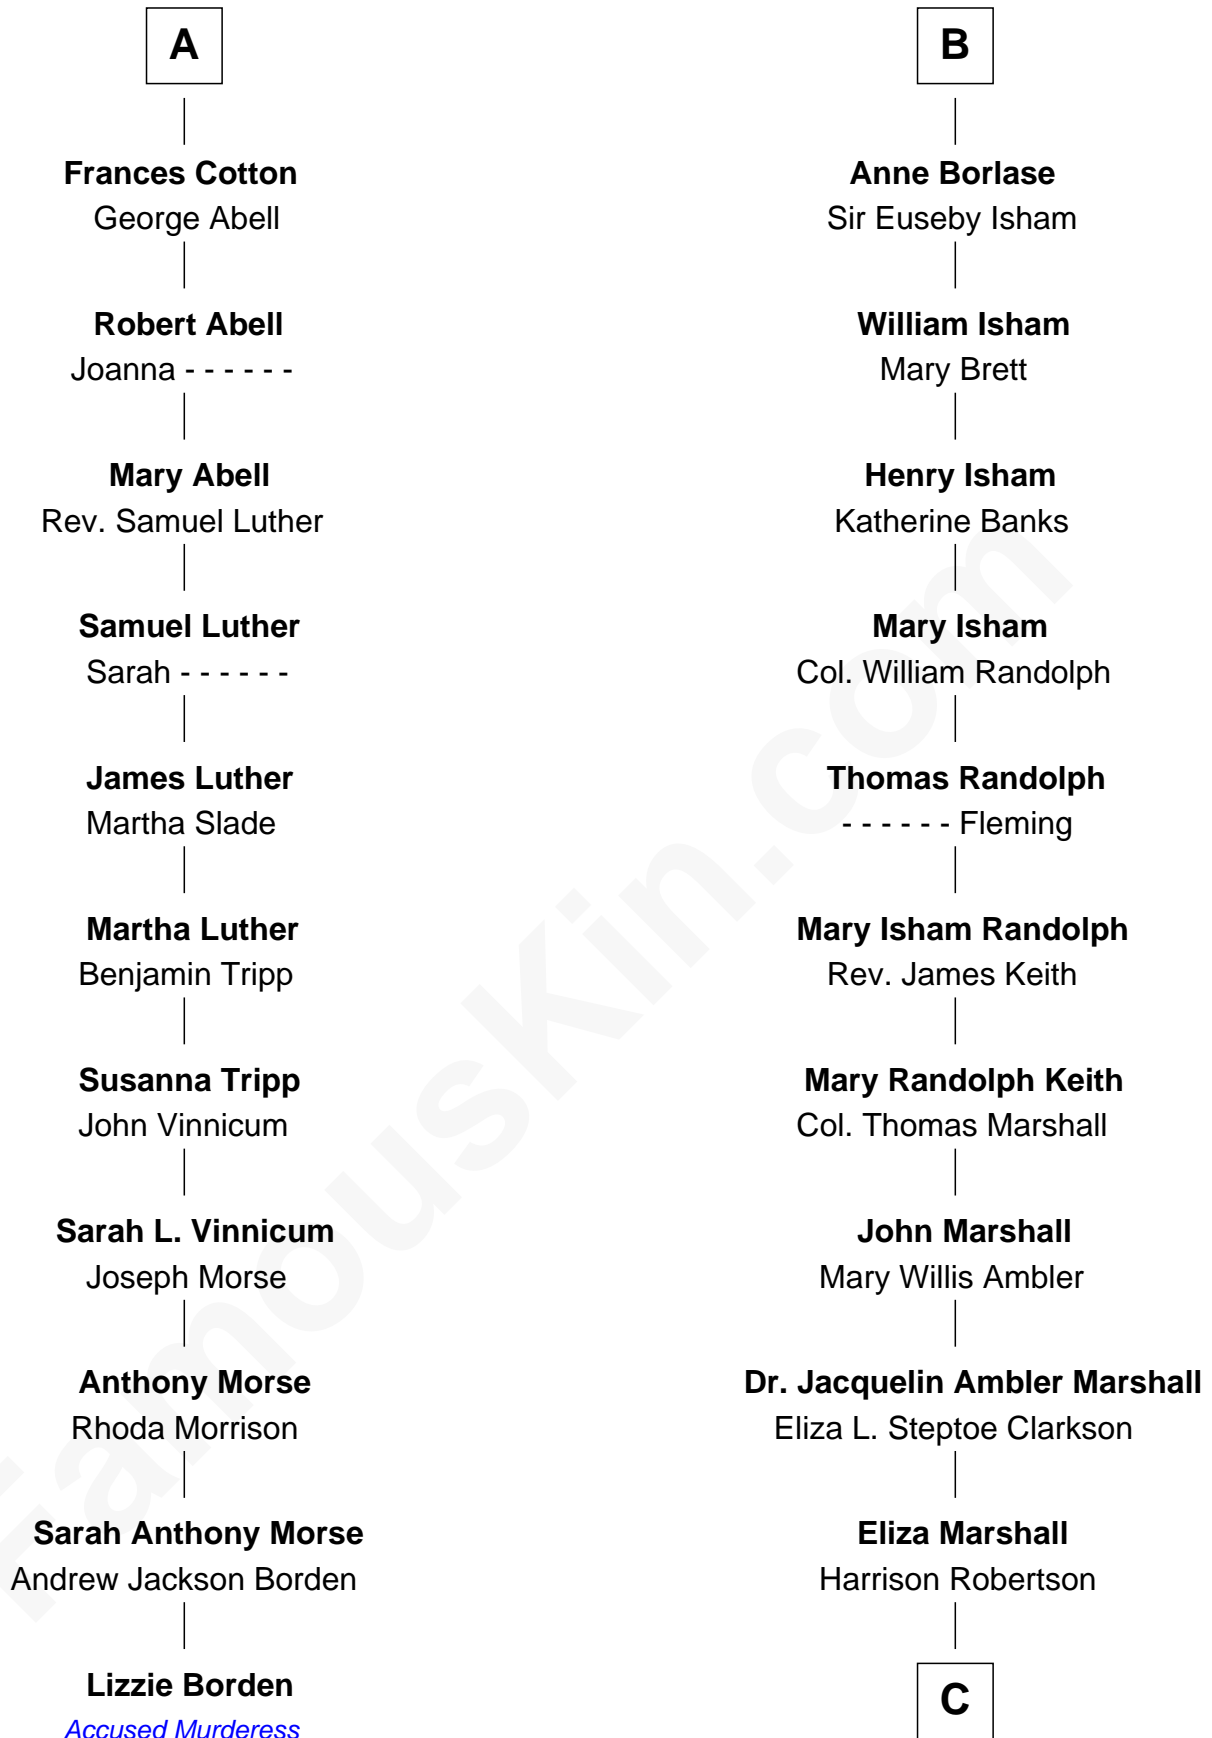 A
Frances Cotton
George Abell
Robert Abell
Joanna - - - - - -
Mary Abell
Rev. Samuel Luther
Samuel Luther
Sarah - - - - - -
James Luther
Martha Slade
Martha Luther
Benjamin Tripp
Susanna Tripp
John Vinnicum
Sarah L. Vinnicum
Joseph Morse
Anthony Morse
Rhoda Morrison
Sarah Anthony Morse
Andrew Jackson Borden
Lizzie Borden
Accused Murderess
B
Anne Borlase
Sir Euseby Isham
William Isham
Mary Brett
Henry Isham
Katherine Banks
Mary Isham
Col. William Randolph
Thomas Randolph
- - - - - - Fleming
Mary Isham Randolph
Rev. James Keith
Mary Randolph Keith
Col. Thomas Marshall
John Marshall
Mary Willis Ambler
Dr. Jacquelin Ambler Marshall
Eliza L. Steptoe Clarkson
Eliza Marshall
Harrison Robertson
C
FamousKin.com